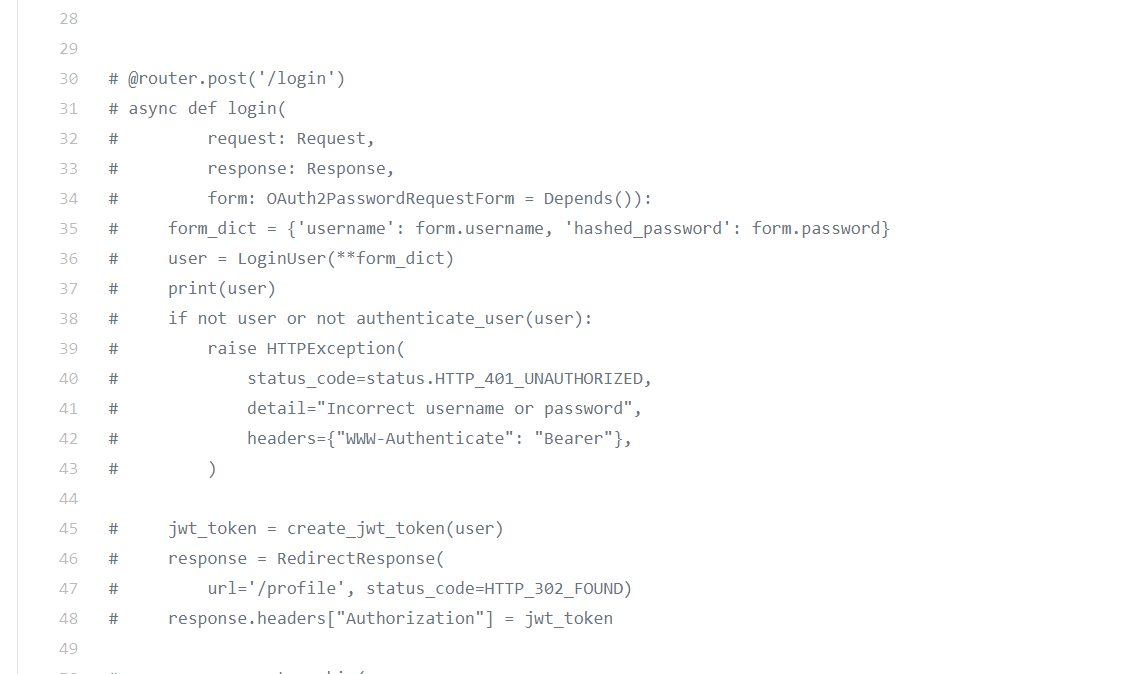 28
29
30 # @router.post('/login')
31 # async def login(
32 #         request: Request,
33 #         response: Response,
34 #         form: OAuth2PasswordRequestForm = Depends()):
35 #     form_dict = {'username': form.username, 'hashed_password': form.password}
36 #     user = LoginUser(**form_dict)
37 #     print(user)
38 #     if not user or not authenticate_user(user):
39 #         raise HTTPException(
40 #             status_code=status.HTTP_401_UNAUTHORIZED,
41 #             detail="Incorrect username or password",
42 #             headers={"WWW-Authenticate": "Bearer"},
43 #         )
44
45 #     jwt_token = create_jwt_token(user)
46 #     response = RedirectResponse(
47 #         url='/profile', status_code=HTTP_302_FOUND)
48 #     response.headers["Authorization"] = jwt_token
49